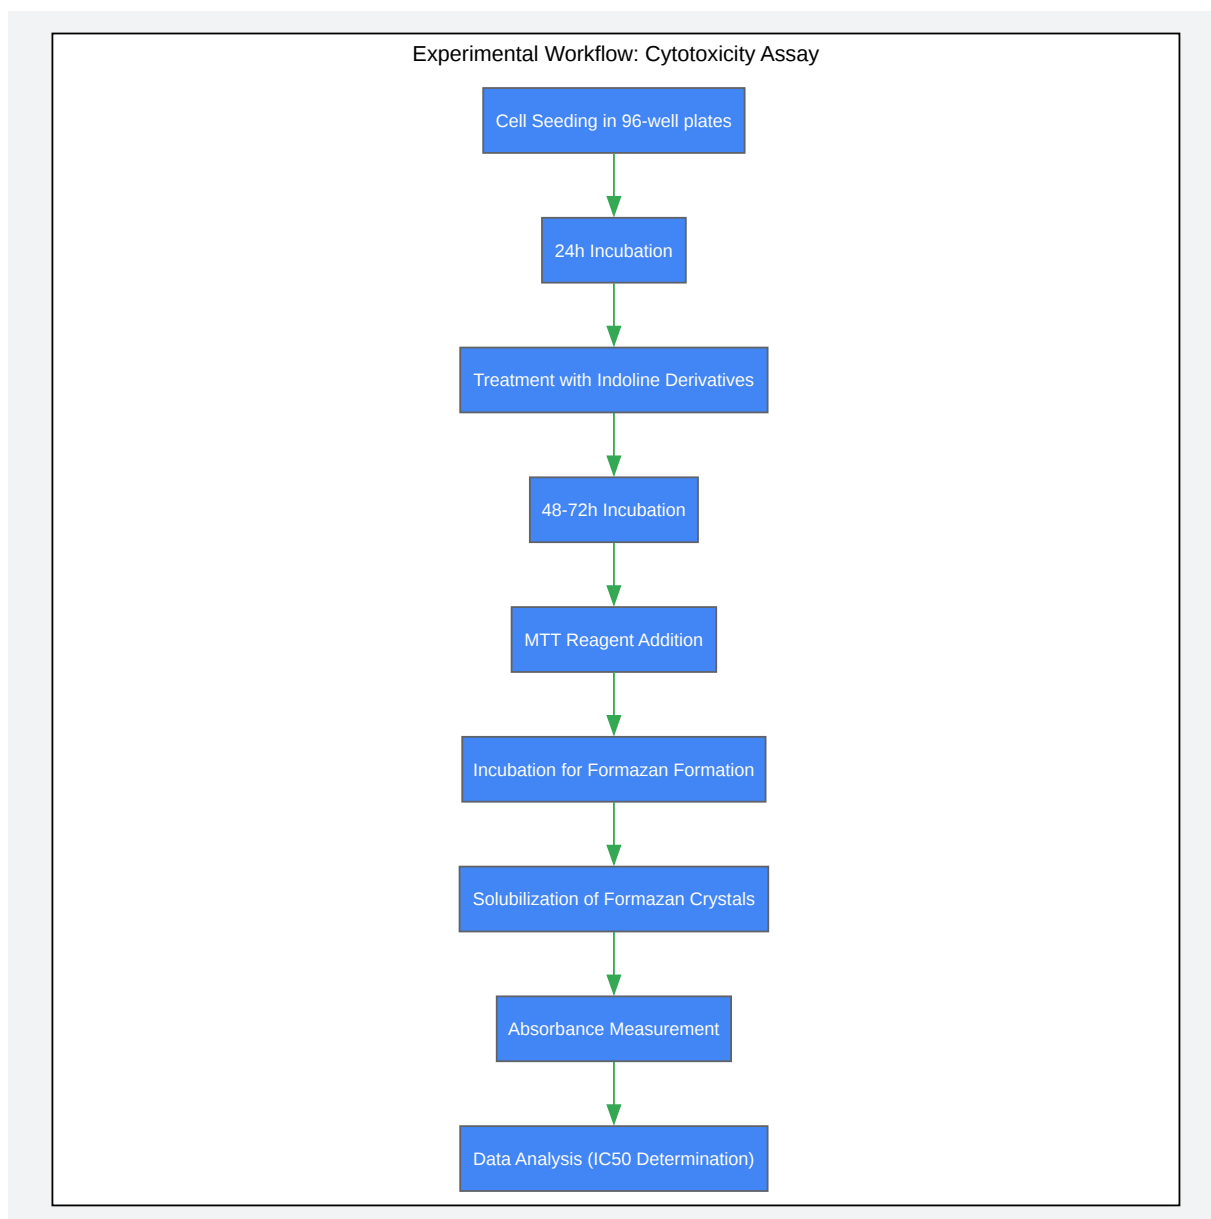 Experimental Workflow: Cytotoxicity Assay
Cell Seeding in 96-well plates
24h Incubation
Treatment with Indoline Derivatives
48-72h Incubation
MTT Reagent Addition
Incubation for Formazan Formation
Solubilization of Formazan Crystals
Absorbance Measurement
Data Analysis (IC50 Determination)